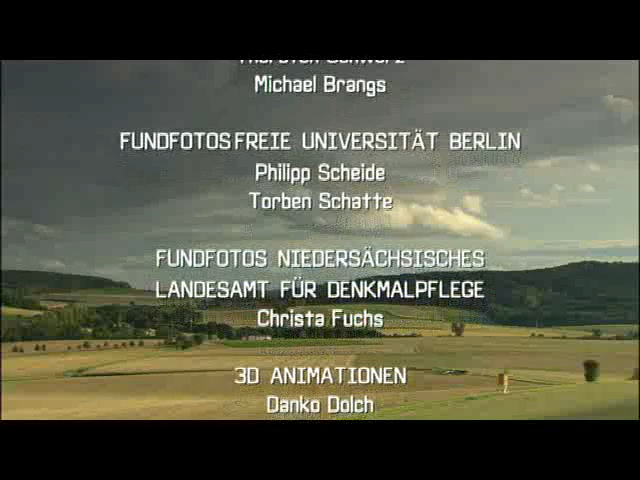 Michael Brangs
FUNDFOTOS FREIE UNIVERSITÄT BERLIN
Philipp Scheide
Torben Schatte
FUNDFOTOS NIEDERSÄCHSISCHES
LANDESAMT FÜR DENKMALPFLEGE
Christa Fuchs
3D ANIMATIONEN
Danko Dolch